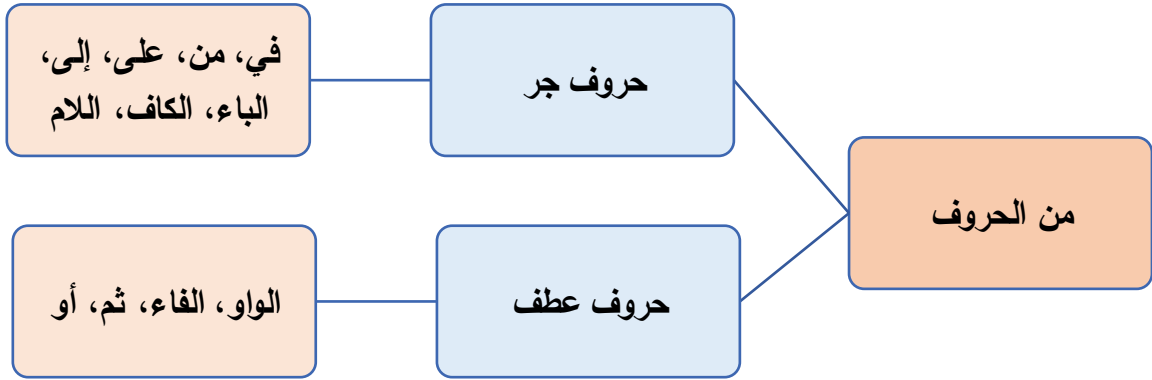 من الحروف
حروف جر
في، من، على، إلى،
الباء، الكاف، اللام
حروف عطف
الواو، الفاء، ثم، أو